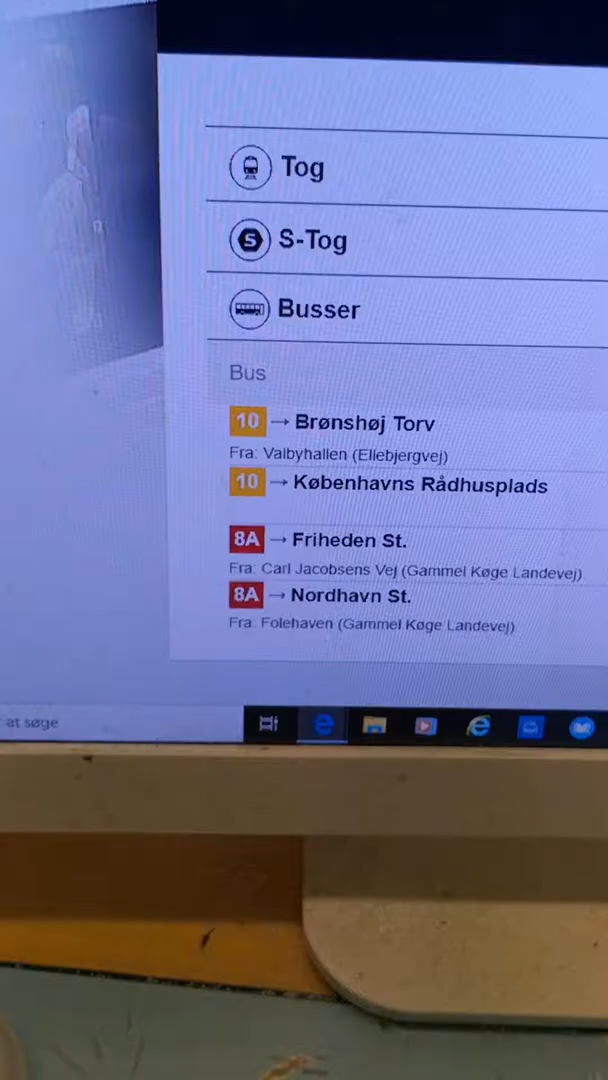 Tog
S S-Tog
Busser
Bus
10 → Brønshøj Torv
Fra: Valbyhallen (Ellebjergvej)
10 → Københavns Rådhusplads
8A → Friheden St.
Fra: Carl Jacobsens Vej (Gammel Køge Landevej)
8A → Nordhavn St.
Fra: Folehaven (Gammel Køge Landevej)
at søge